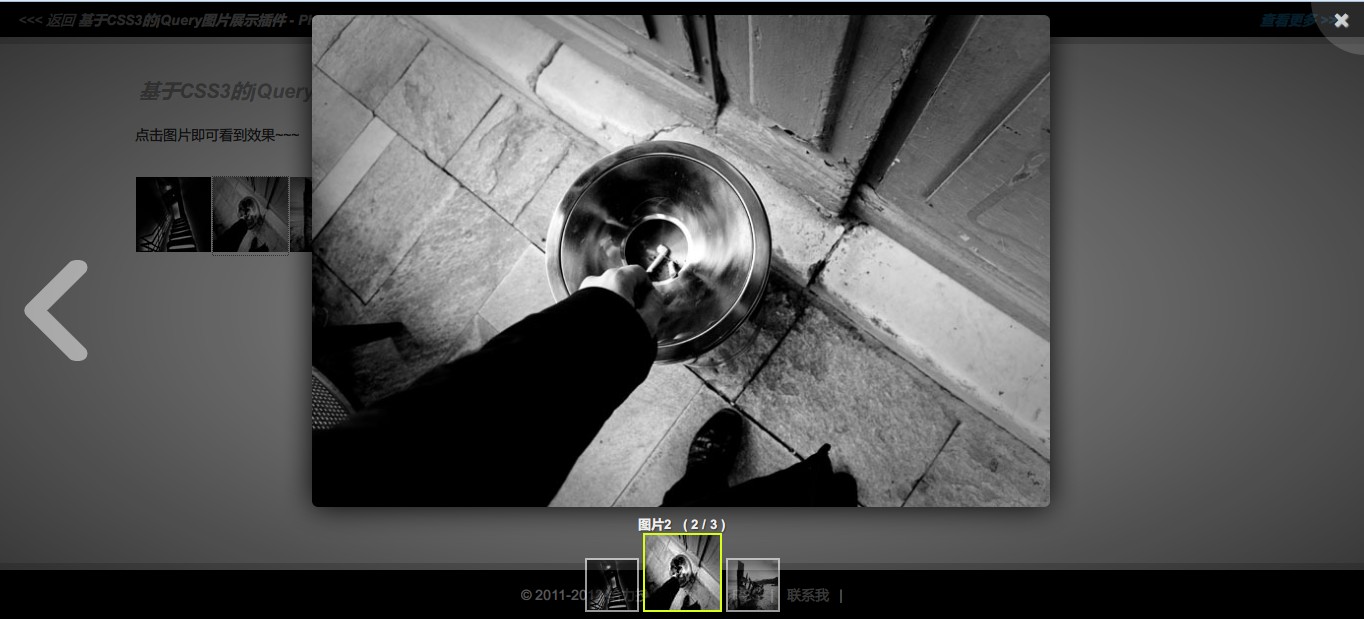 <<< 返回 基于CSS3的jQuery图片展示插件 - P
查看更多 >
基于CSS3的jQuery
点击图片即可看到效果~~~
图片2 ( 2 / 3 )
© 2011-201
联系我 |